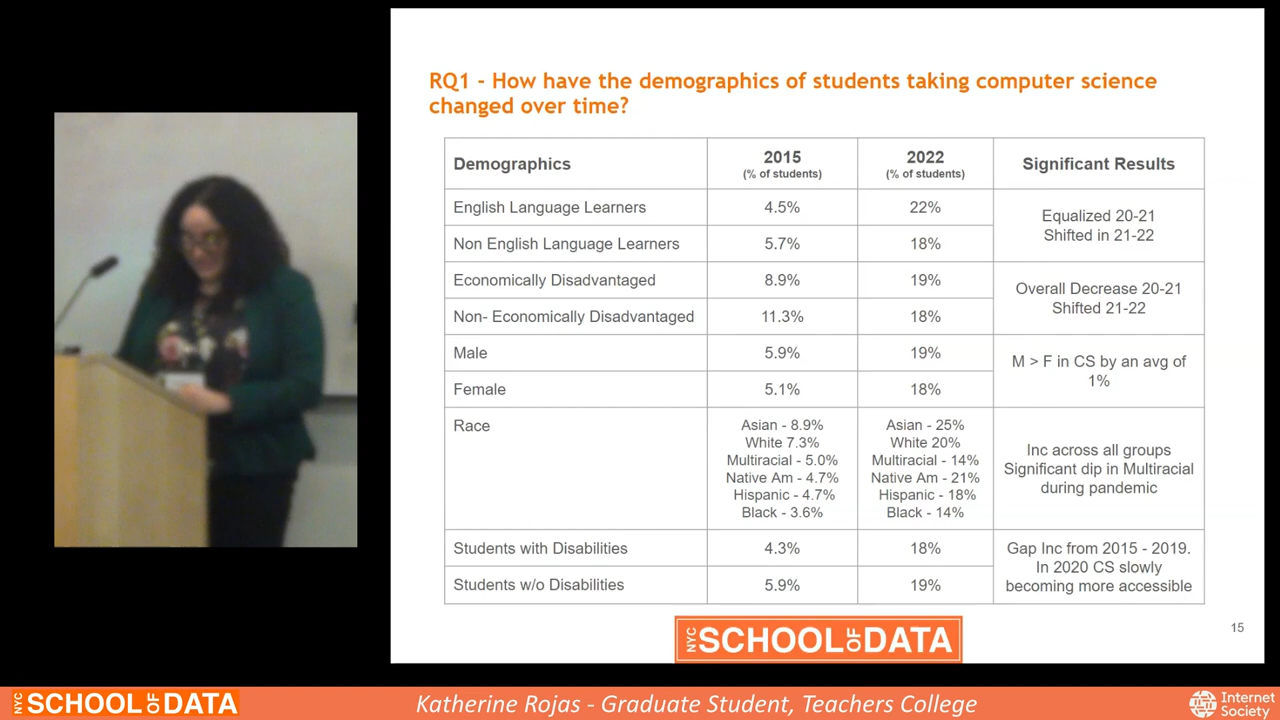 RQ1 - How have the demographics of students taking computer science
changed over time?
Demographics
2015
(% of students)
2022
(% of students)
Significant Results
English Language Learners
4.5%
22%
Equalized 20-21
Shifted in 21-22
Non English Language Learners
5.7%
18%
Economically Disadvantaged
8.9%
19%
Overall Decrease 20-21
Shifted 21-22
Non- Economically Disadvantaged
11.3%
18%
Male
5.9%
19%
M > F in CS by an avg of
1%
Female
5.1%
18%
Race
Asian - 8.9%
White 7.3%
Multiracial - 5.0%
Native Am - 4.7%
Hispanic - 4.7%
Black - 3.6%
Asian - 25%
White 20%
Multiracial - 14%
Native Am - 21%
Hispanic - 18%
Black - 14%
Inc across all groups
Significant dip in Multiracial
during pandemic
Students with Disabilities
4.3%
18%
Gap Inc from 2015 - 2019.
In 2020 CS slowly
becoming more accessible
Students w/o Disabilities
5.9%
19%
15
NYC SCHOOL OF DATA
NYC SCHOOL OF DATA
Katherine Rojas - Graduate Student, Teachers College
Internet
Society